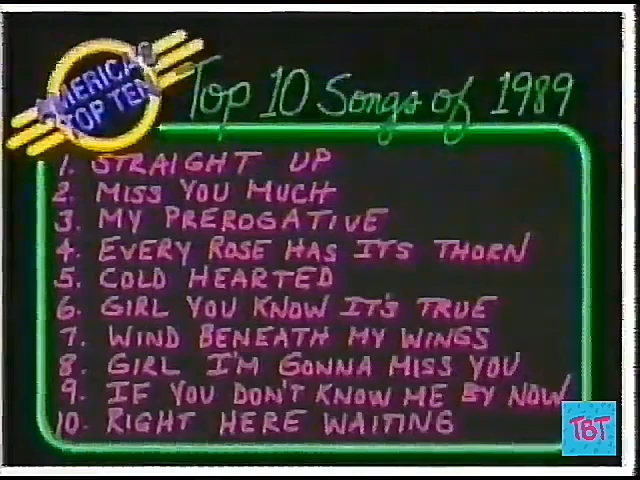 AMERICA'S
TOP TEN
Top 10 Songs of 1989
1. STRAIGHT UP
2. MISS YOU MUCH
3. MY PREROGATIVE
4. EVERY ROSE HAS ITS THORN
5. COLD HEARTED
6. GIRL YOU KNOW IT'S TRUE
7. WIND BENEATH MY WINGS
8. GIRL I'M GONNA MISS YOU
9. IF YOU DON'T KNOW ME BY NOW
10. RIGHT HERE WAITING
TBT